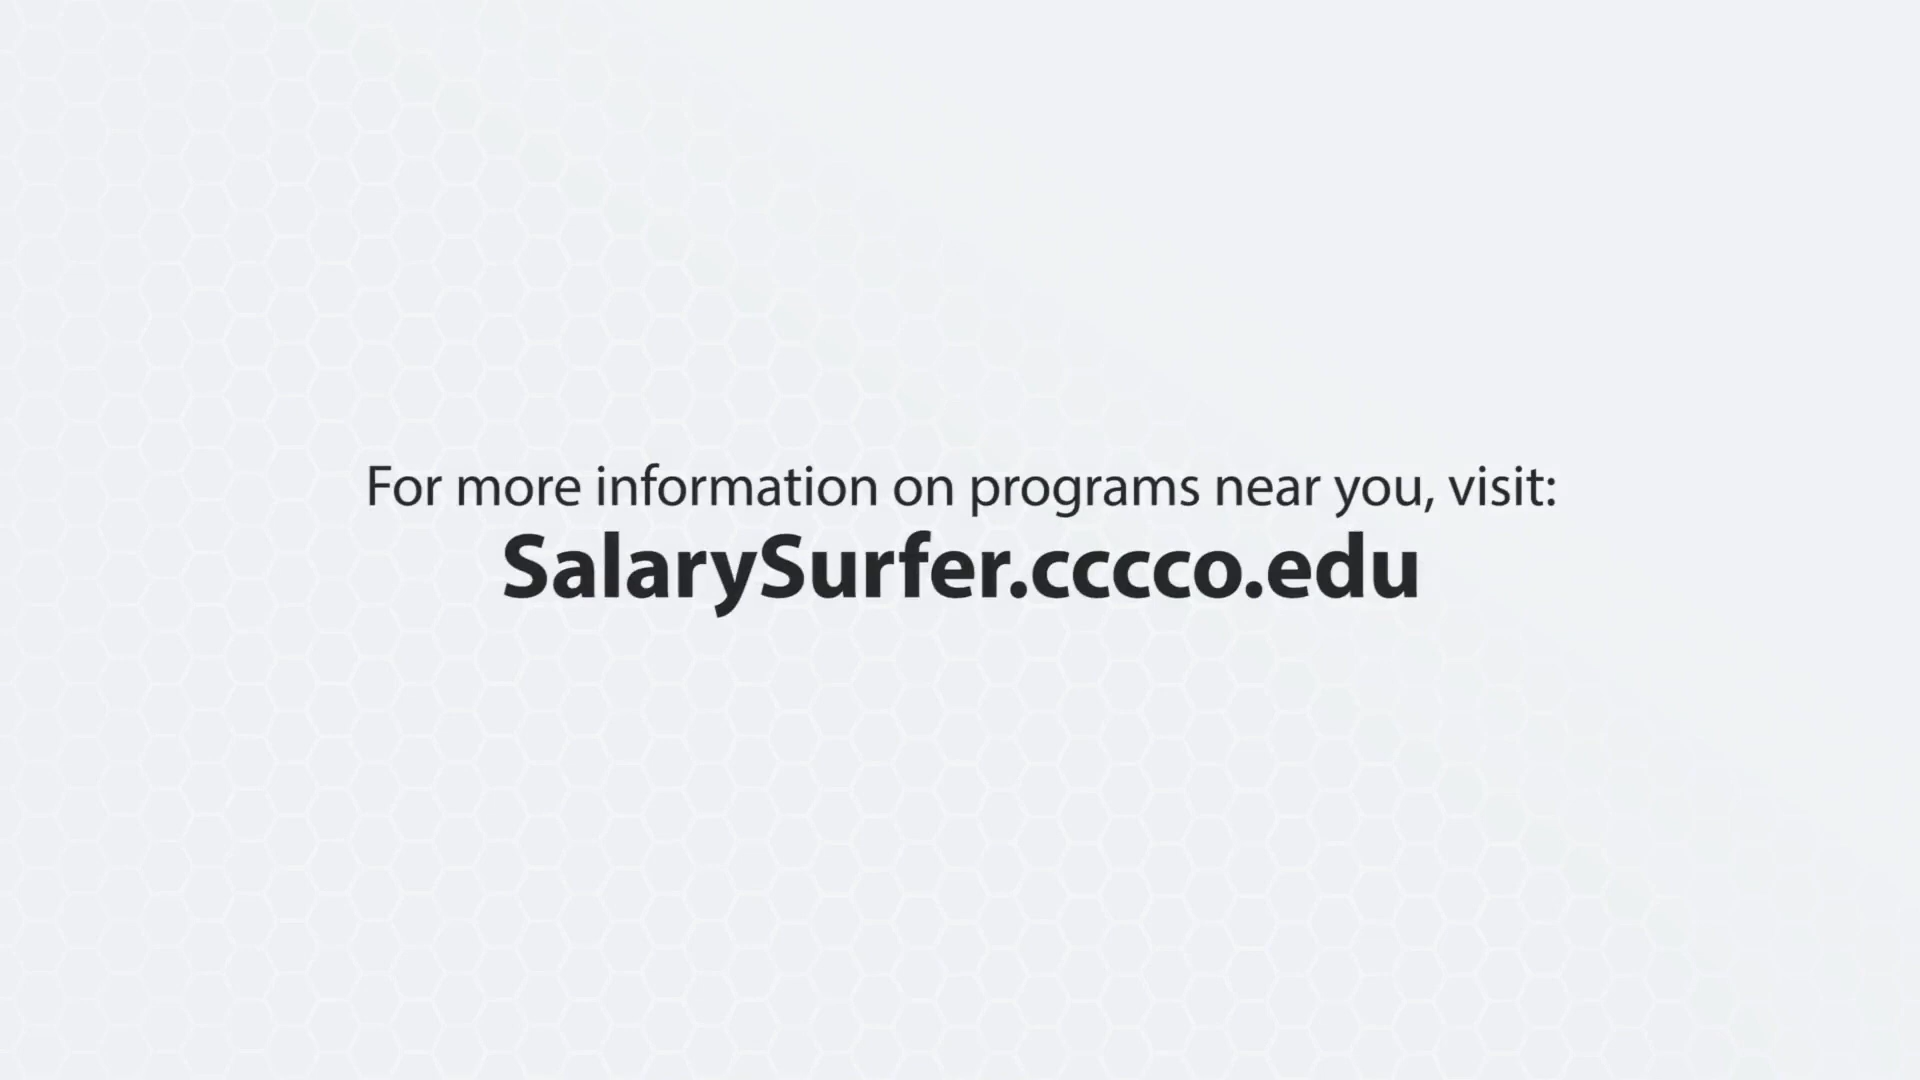 For more information on programs near you, visit:
SalarySurfer.cccco.edu